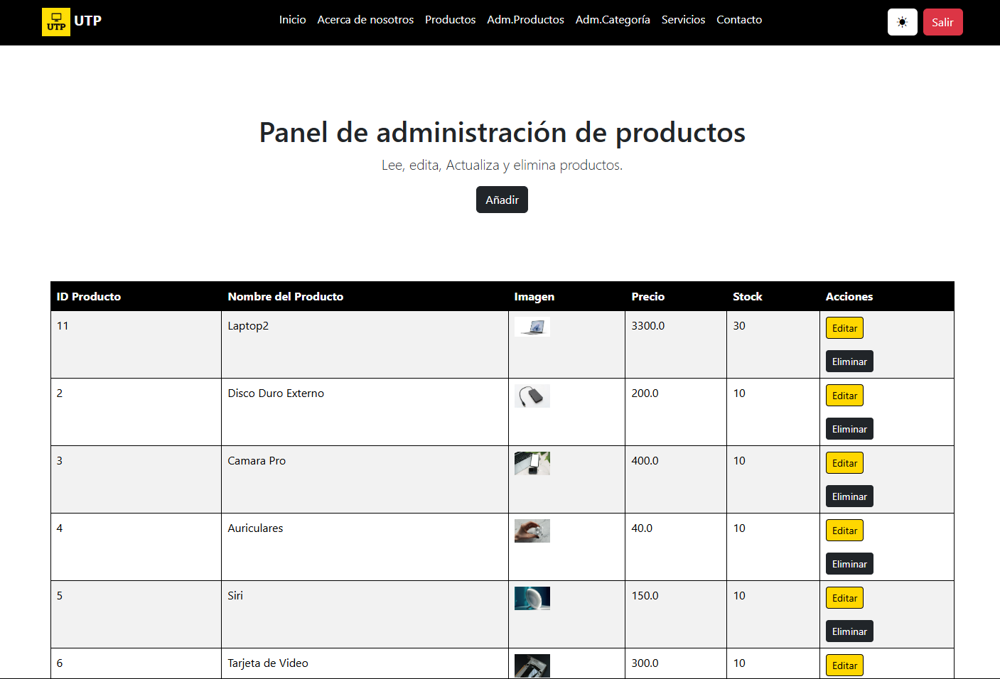 UTP UTP Inicio Acerca de nosotros Productos Adm.Productos Adm.Categoría Servicios Contacto Salir
Panel de administración de productos
Lee, edita, Actualiza y elimina productos.
Añadir
ID Producto Nombre del Producto Imagen Precio Stock Acciones
11 Laptop2 3300.0 30 Editar
Eliminar
2 Disco Duro Externo 200.0 10 Editar
Eliminar
3 Camara Pro 400.0 10 Editar
Eliminar
4 Auriculares 40.0 10 Editar
Eliminar
5 Siri 150.0 10 Editar
Eliminar
6 Tarjeta de Video 300.0 10 Editar